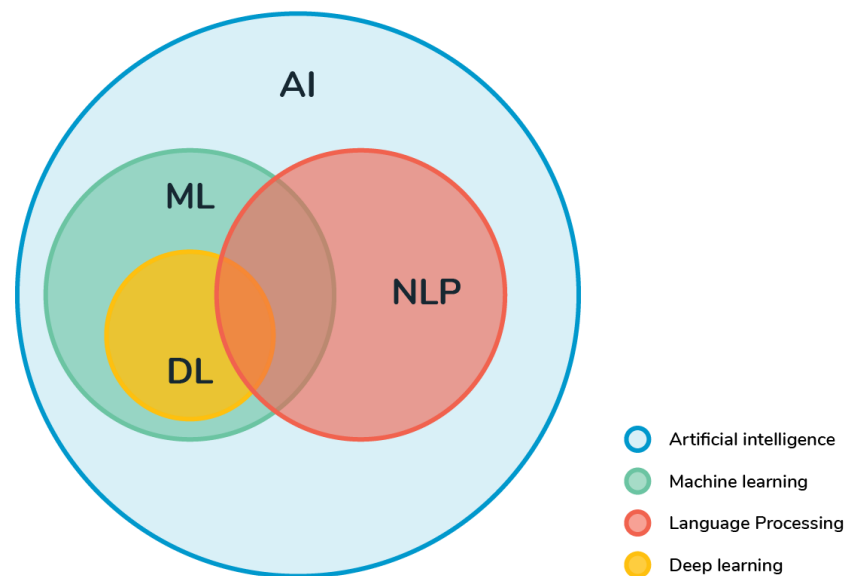 AI
ML
NLP
DL
Artificial intelligence
Machine learning
Language Processing
Deep learning